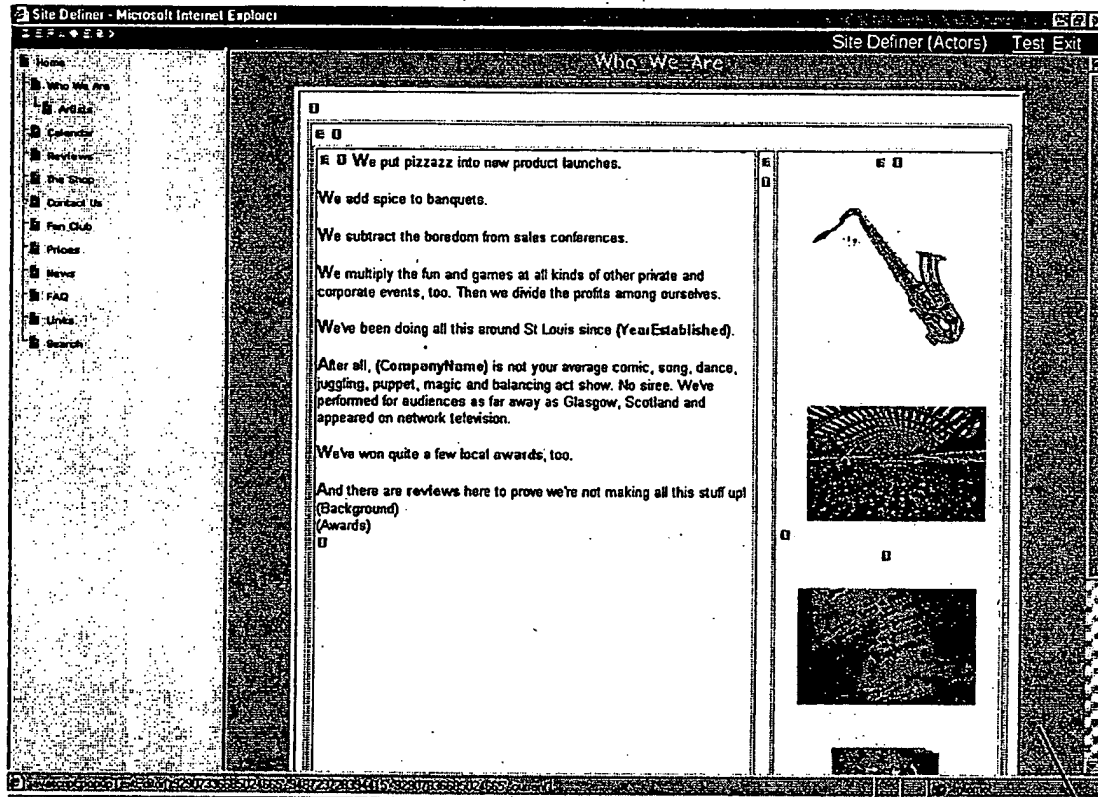 Site Definer - Microsoft Internet Explorer
Site Definer (Actors) Test Exit
Home
Who We Are
Artists
Calendar
Reviews
The Shop
Contact Us
Fan Club
Prices
News
FAQ
Links
Search
Who We Are
We put pizzazz into new product launches.
We add spice to banquets.
We subtract the boredom from sales conferences.
We multiply the fun and games at all kinds of other private and
corporate events, too. Then we divide the profits among ourselves.
We've been doing all this around St Louis since (YearEstablished).
After all, (CompanyName) is not your average comic, song, dance,
juggling, puppet, magic and balancing act show. No siree. We've
performed for audiences as far away as Glasgow, Scotland and
appeared on network television.
We've won quite a few local awards, too.
And there are reviews here to prove we're not making all this stuff up!
(Background)
(Awards)